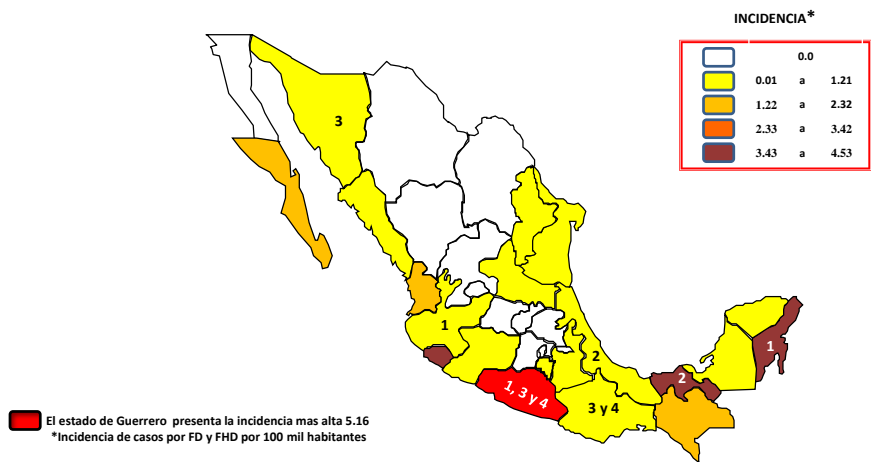 INCIDENCIA*
0.0
0.01 a 1.21
1.22 a 2.32
2.33 a 3.42
3.43 a 4.53
3
1
2
1
2
1, 3 y 4
3 y 4
El estado de Guerrero presenta la incidencia mas alta 5.16
*Incidencia de casos por FD y FHD por 100 mil habitantes